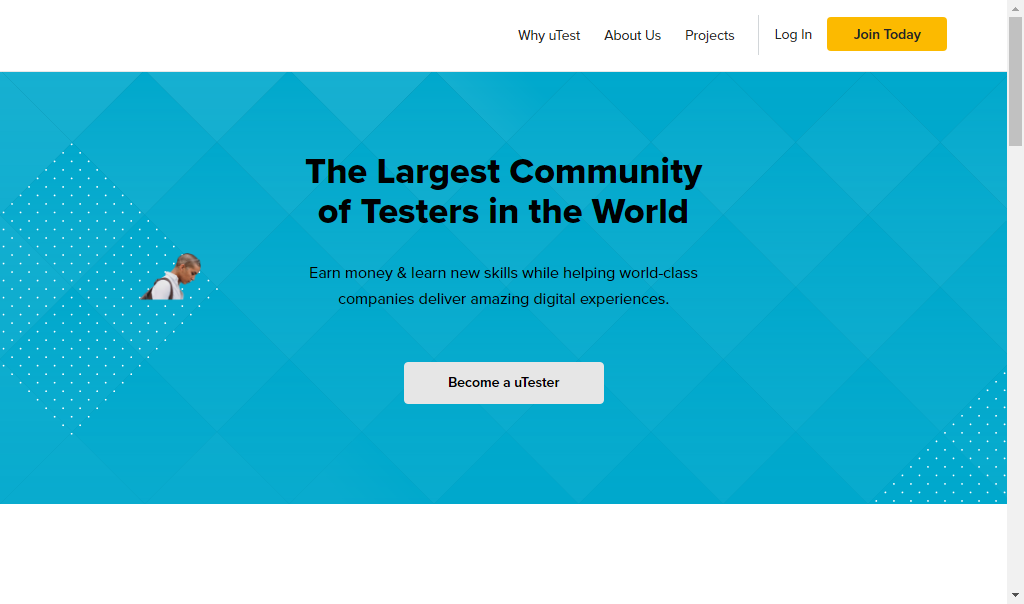 Why uTest
About Us
Projects
Log In
Join Today
The Largest Community
of Testers in the World
Earn money & learn new skills while helping world-class
companies deliver amazing digital experiences.
Become a uTester